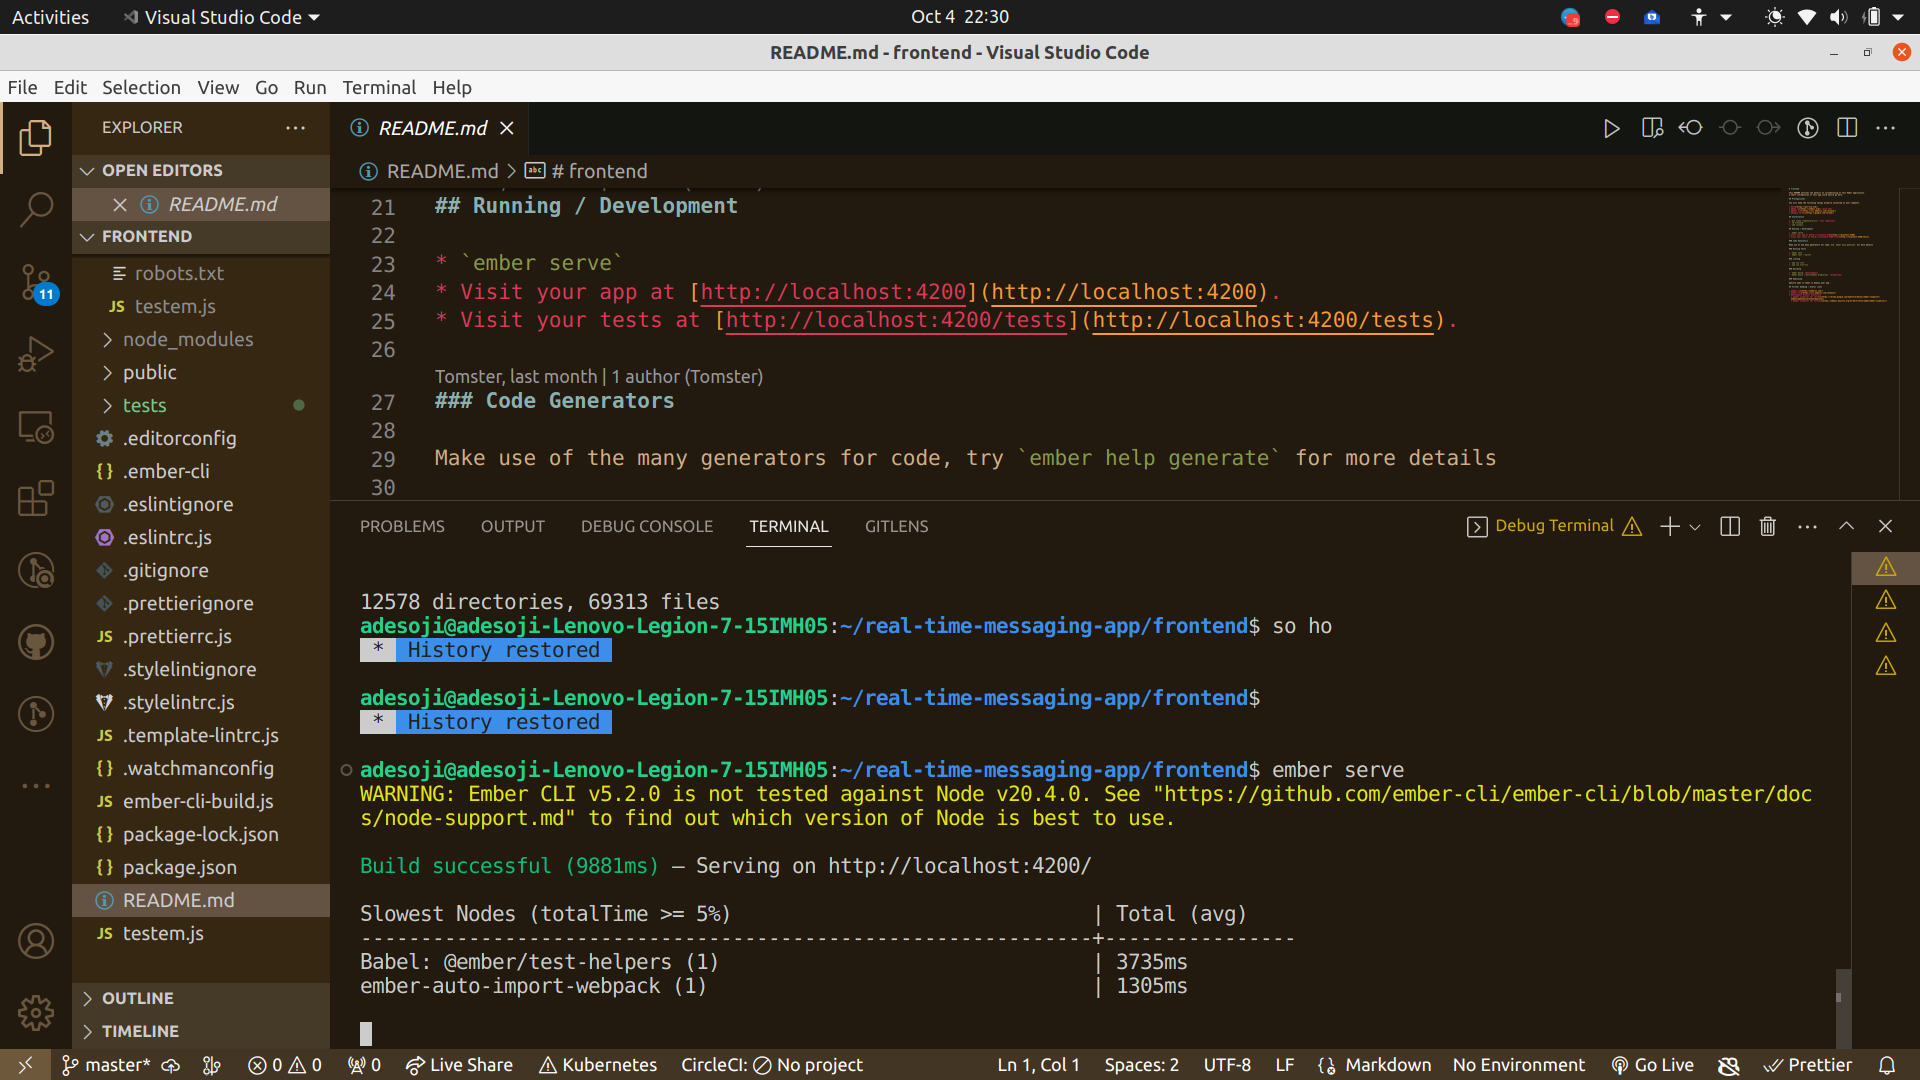 Activities
Visual Studio Code
Oct 4 22:30
README.md - frontend - Visual Studio Code
File Edit Selection View Go Run Terminal Help
EXPLORER
OPEN EDITORS
README.md
FRONTEND
robots.txt
JS testem.js
node_modules
public
tests
.editorconfig
{} .ember-cli
.eslintignore
.eslintrc.js
.gitignore
.prettierignore
JS .prettierrc.js
.stylelintignore
.stylelintrc.js
JS .template-lintrc.js
{} .watchmanconfig
JS ember-cli-build.js
{} package-lock.json
{} package.json
README.md
JS testem.js
OUTLINE
TIMELINE
11
README.md
README.md > # frontend
21 ## Running / Development
22
23 * `ember serve`
24 * Visit your app at [http://localhost:4200](http://localhost:4200).
25 * Visit your tests at [http://localhost:4200/tests](http://localhost:4200/tests).
26
Tomster, last month | 1 author (Tomster)
27 ### Code Generators
28
29 Make use of the many generators for code, try `ember help generate` for more details
30
PROBLEMS OUTPUT DEBUG CONSOLE TERMINAL GITLENS
Debug Terminal
12578 directories, 69313 files
adesoji@adesoji-Lenovo-Legion-7-15IMH05:~/real-time-messaging-app/frontend$ so ho
* History restored
adesoji@adesoji-Lenovo-Legion-7-15IMH05:~/real-time-messaging-app/frontend$
* History restored
adesoji@adesoji-Lenovo-Legion-7-15IMH05:~/real-time-messaging-app/frontend$ ember serve
WARNING: Ember CLI v5.2.0 is not tested against Node v20.4.0. See "https://github.com/ember-cli/ember-cli/blob/master/doc
s/node-support.md" to find out which version of Node is best to use.
Build successful (9881ms) – Serving on http://localhost:4200/
Slowest Nodes (totalTime >= 5%) | Total (avg)
-------------------------------------------------------------+----------------
Babel: @ember/test-helpers (1) | 3735ms
ember-auto-import-webpack (1) | 1305ms
master* 0 0 0 Live Share Kubernetes CircleCI: No project
Ln 1, Col 1 Spaces: 2 UTF-8 LF {} Markdown No Environment Go Live Prettier